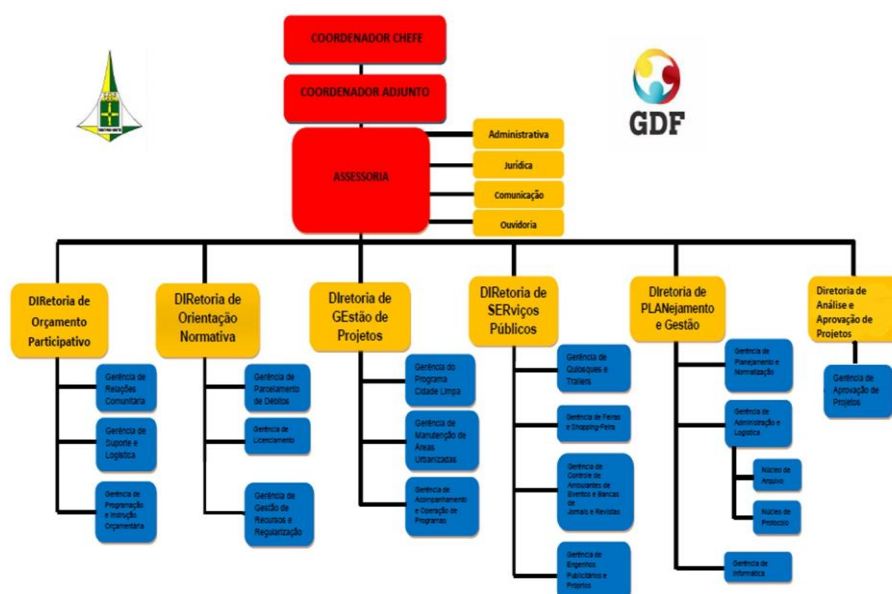 COORDENADOR CHEFE
COORDENADOR ADJUNTO
GDF
ASSESSORIA
Administrativa
Jurídica
Comunicação
Ouvidoria
DIRetoria de
Orçamento
Participativo
DIRetoria de
Orientação
Normativa
DIretoria de
GEstão de
Projetos
DIRetoria de
SERviços
Públicos
DIretoria de
PLANejamento
e Gestão
Diretoria de
Análise e
Aprovação de
Projetos
Gerência de
Relações
Comunitária
Gerência de
Suporte e
Logística
Gerência de
Programação
e Instrução
Orçamentária
Gerência de
Parcelamento
de Débitos
Gerência de
Licenciamento
Gerência de
Gestão de
Recursos e
Regularização
Gerência do
Programa
Cidade Limpa
Gerência de
Manutenção de
Áreas
Urbanizadas
Gerência de
Acompanhamento
e Operação de
Programas
Gerência de
Quiosques e
Trailers
Gerência de Feiras
e Shopping-Feira
Gerência de
Controle de
Ambulantes de
Eventos e Bancas
de
Jornais e Revistas
Gerência de
Engenhos
Publicitários e
Próprios
Gerência de
Planejamento e
Normatização
Gerência de
Administração e
Logística
Núcleo de
Arquivo
Núcleo de
Protocolo
Gerência de
Informática
Gerência de
Aprovação de
Projetos